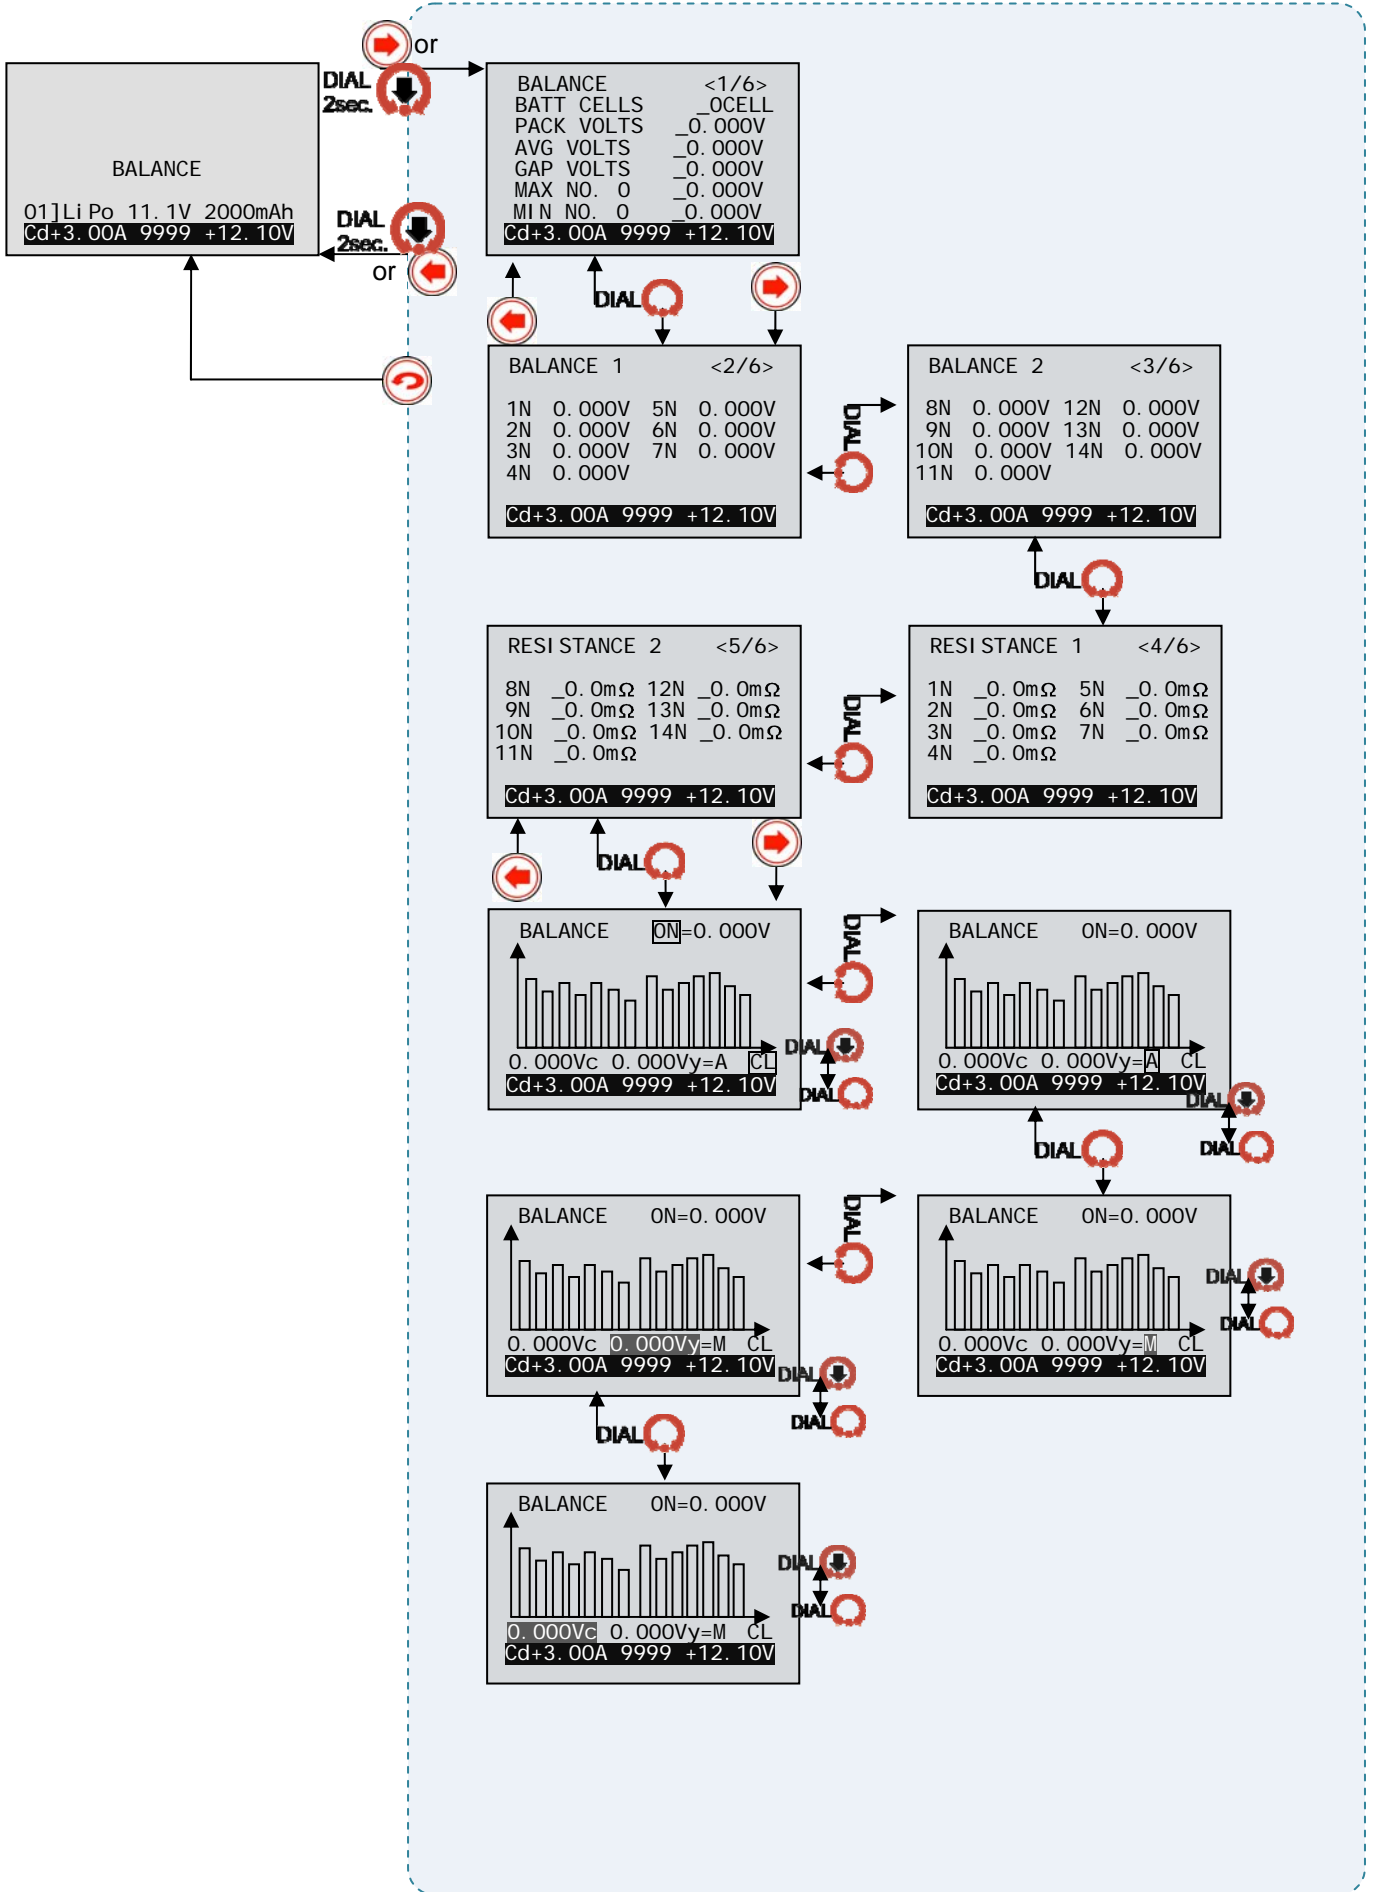 or
DIAL
2sec.
BALANCE
01]LiPo 11.1V 2000mAh
Cd+3.00A 9999 +12.10V
DIAL
2sec.
or
BALANCE <1/6>
BATT CELLS _0CELL
PACK VOLTS _0.000V
AVG VOLTS _0.000V
GAP VOLTS _0.000V
MAX NO. 0 _0.000V
MIN NO. 0 _0.000V
Cd+3.00A 9999 +12.10V
DIAL
BALANCE 1 <2/6>
1N 0.000V 5N 0.000V
2N 0.000V 6N 0.000V
3N 0.000V 7N 0.000V
4N 0.000V
Cd+3.00A 9999 +12.10V
DIAL
BALANCE 2 <3/6>
8N 0.000V 12N 0.000V
9N 0.000V 13N 0.000V
10N 0.000V 14N 0.000V
11N 0.000V
Cd+3.00A 9999 +12.10V
DIAL
RESISTANCE 2 <5/6>
8N _0.0mΩ 12N _0.0mΩ
9N _0.0mΩ 13N _0.0mΩ
10N _0.0mΩ 14N _0.0mΩ
11N _0.0mΩ
Cd+3.00A 9999 +12.10V
DIAL
RESISTANCE 1 <4/6>
1N _0.0mΩ 5N _0.0mΩ
2N _0.0mΩ 6N _0.0mΩ
3N _0.0mΩ 7N _0.0mΩ
4N _0.0mΩ
Cd+3.00A 9999 +12.10V
DIAL
BALANCE 0N=0.000V
0.000Vc 0.000Vy=A CL
Cd+3.00A 9999 +12.10V
DIAL
DIAL
DIAL
BALANCE 0N=0.000V
0.000Vc 0.000Vy=A CL
Cd+3.00A 9999 +12.10V
DIAL
DIAL
DIAL
BALANCE 0N=0.000V
0.000Vc 0.000Vy=M CL
Cd+3.00A 9999 +12.10V
DIAL
DIAL
DIAL
BALANCE 0N=0.000V
0.000Vc 0.000Vy=M CL
Cd+3.00A 9999 +12.10V
DIAL
DIAL
DIAL
BALANCE 0N=0.000V
0.000Vc 0.000Vy=M CL
Cd+3.00A 9999 +12.10V
DIAL
DIAL